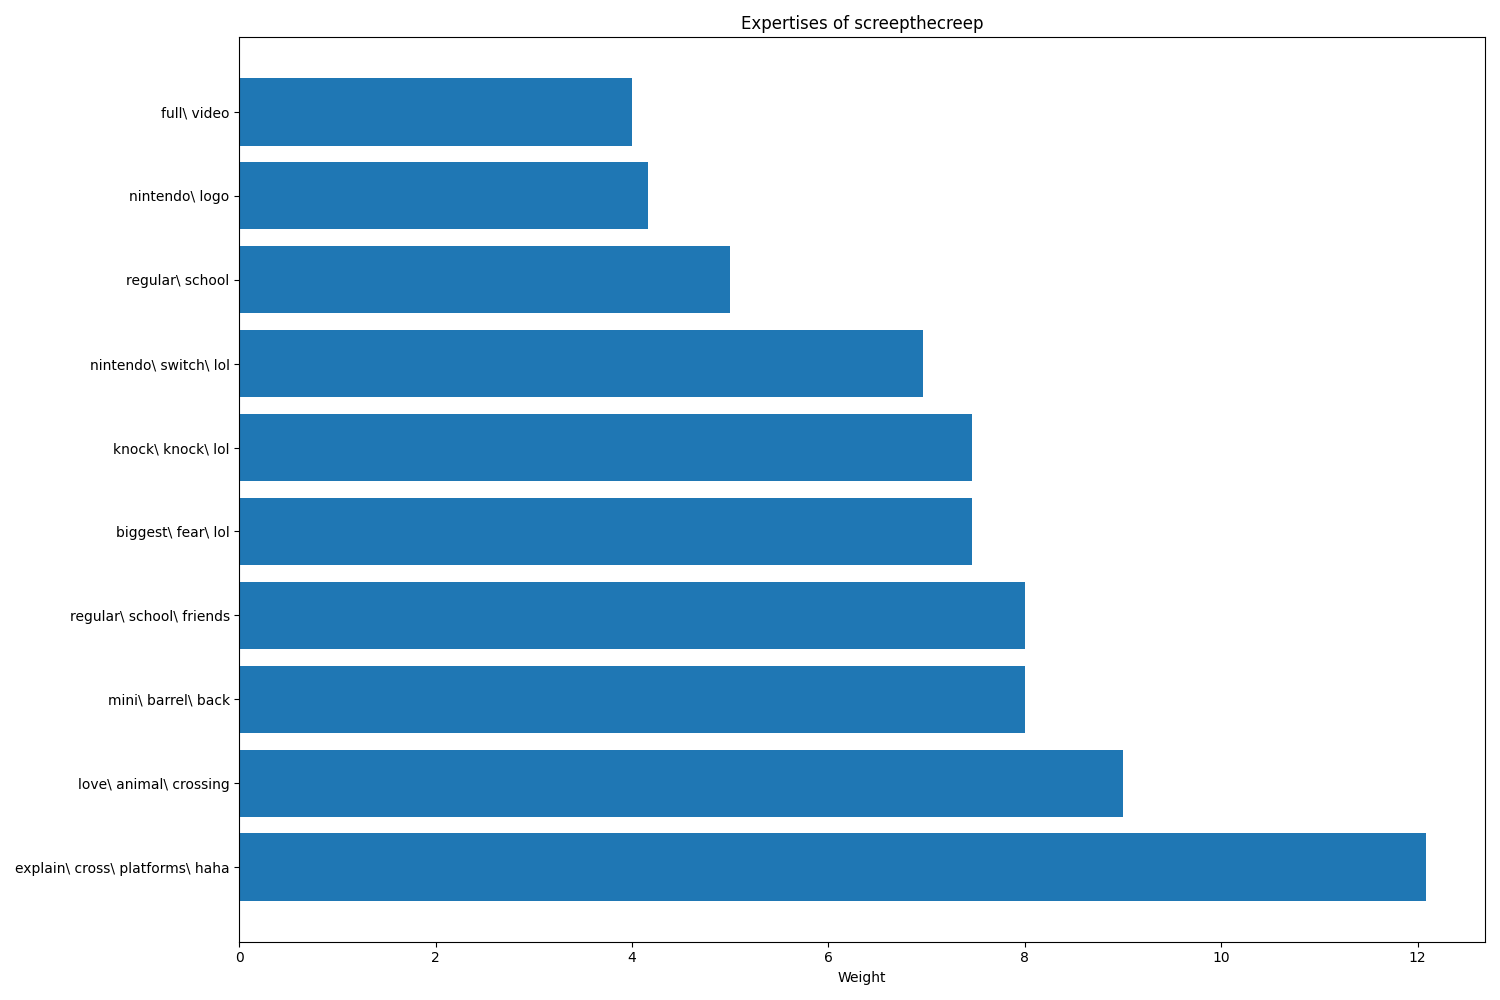 Expertises of screepthecreep
full\ video
nintendo\ logo
regular\ school
nintendo\ switch\ lol
knock\ knock\ lol
biggest\ fear\ lol
regular\ school\ friends
mini\ barrel\ back
love\ animal\ crossing
explain\ cross\ platforms\ haha
0 2 4 6 8 10 12
Weight